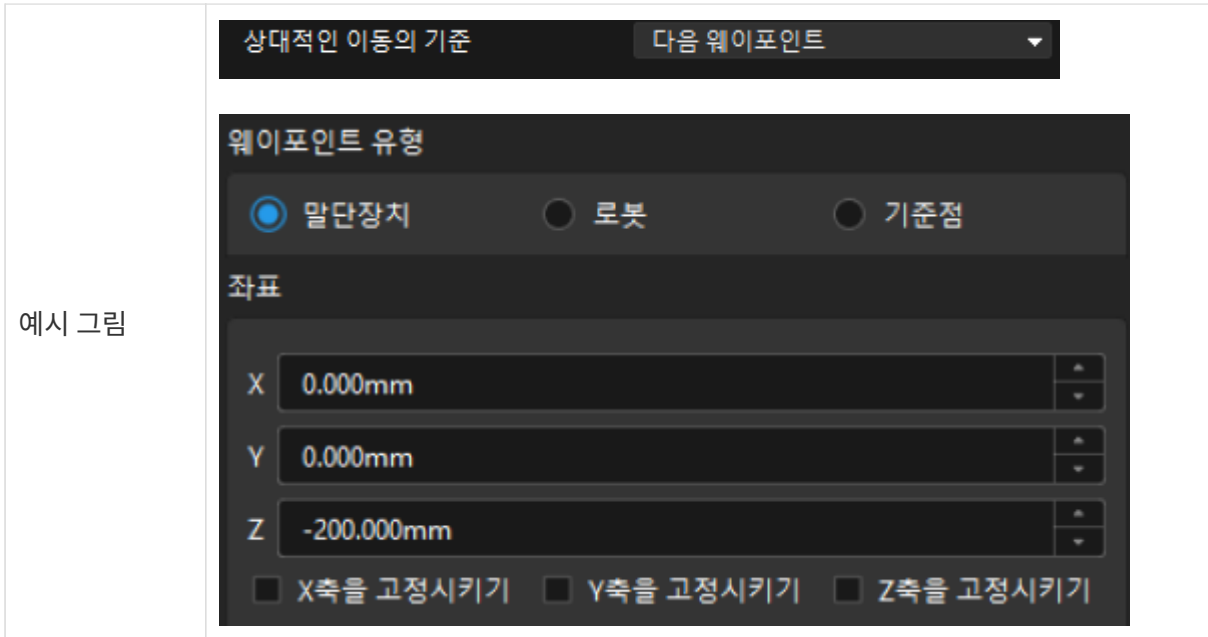 상대적인 이동의 기준 다음 웨이포인트
웨이포인트 유형
말단장치 로봇 기준점
좌표
예시 그림
X 0.000mm
Y 0.000mm
Z -200.000mm
X축을 고정시키기 Y축을 고정시키기 Z축을 고정시키기